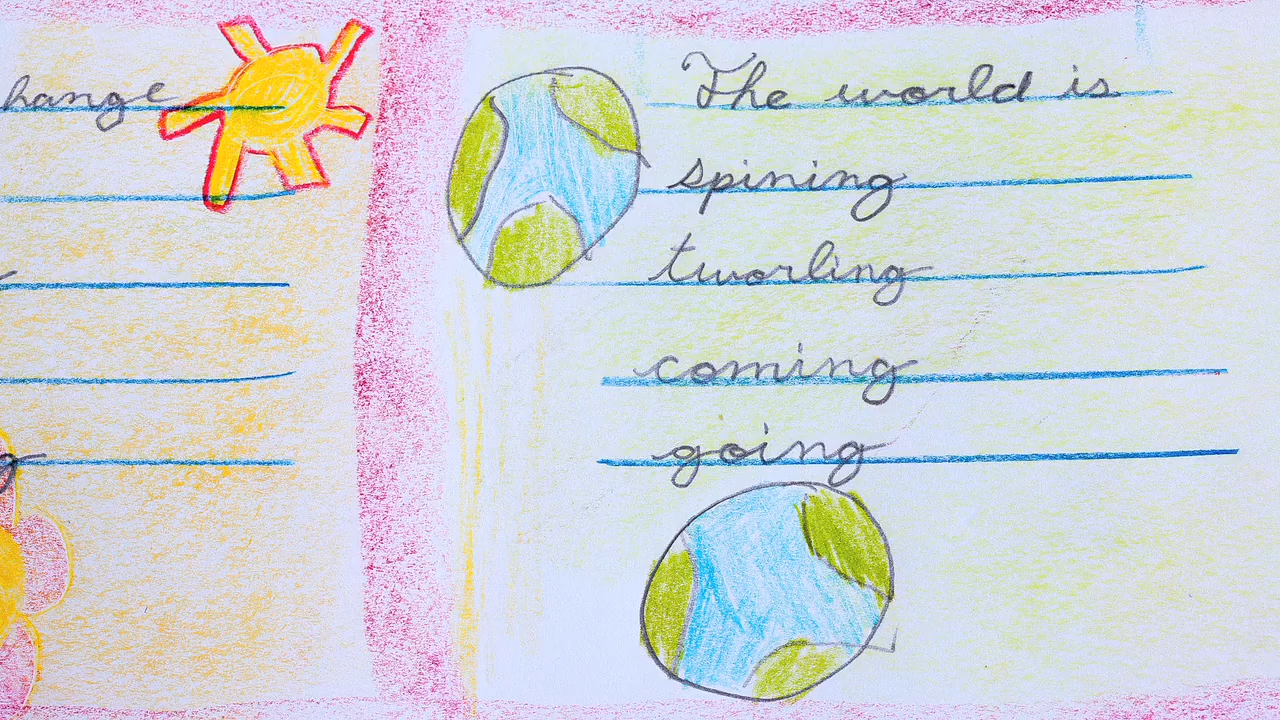 hange
The world is
spining
tworling
coming
going
g